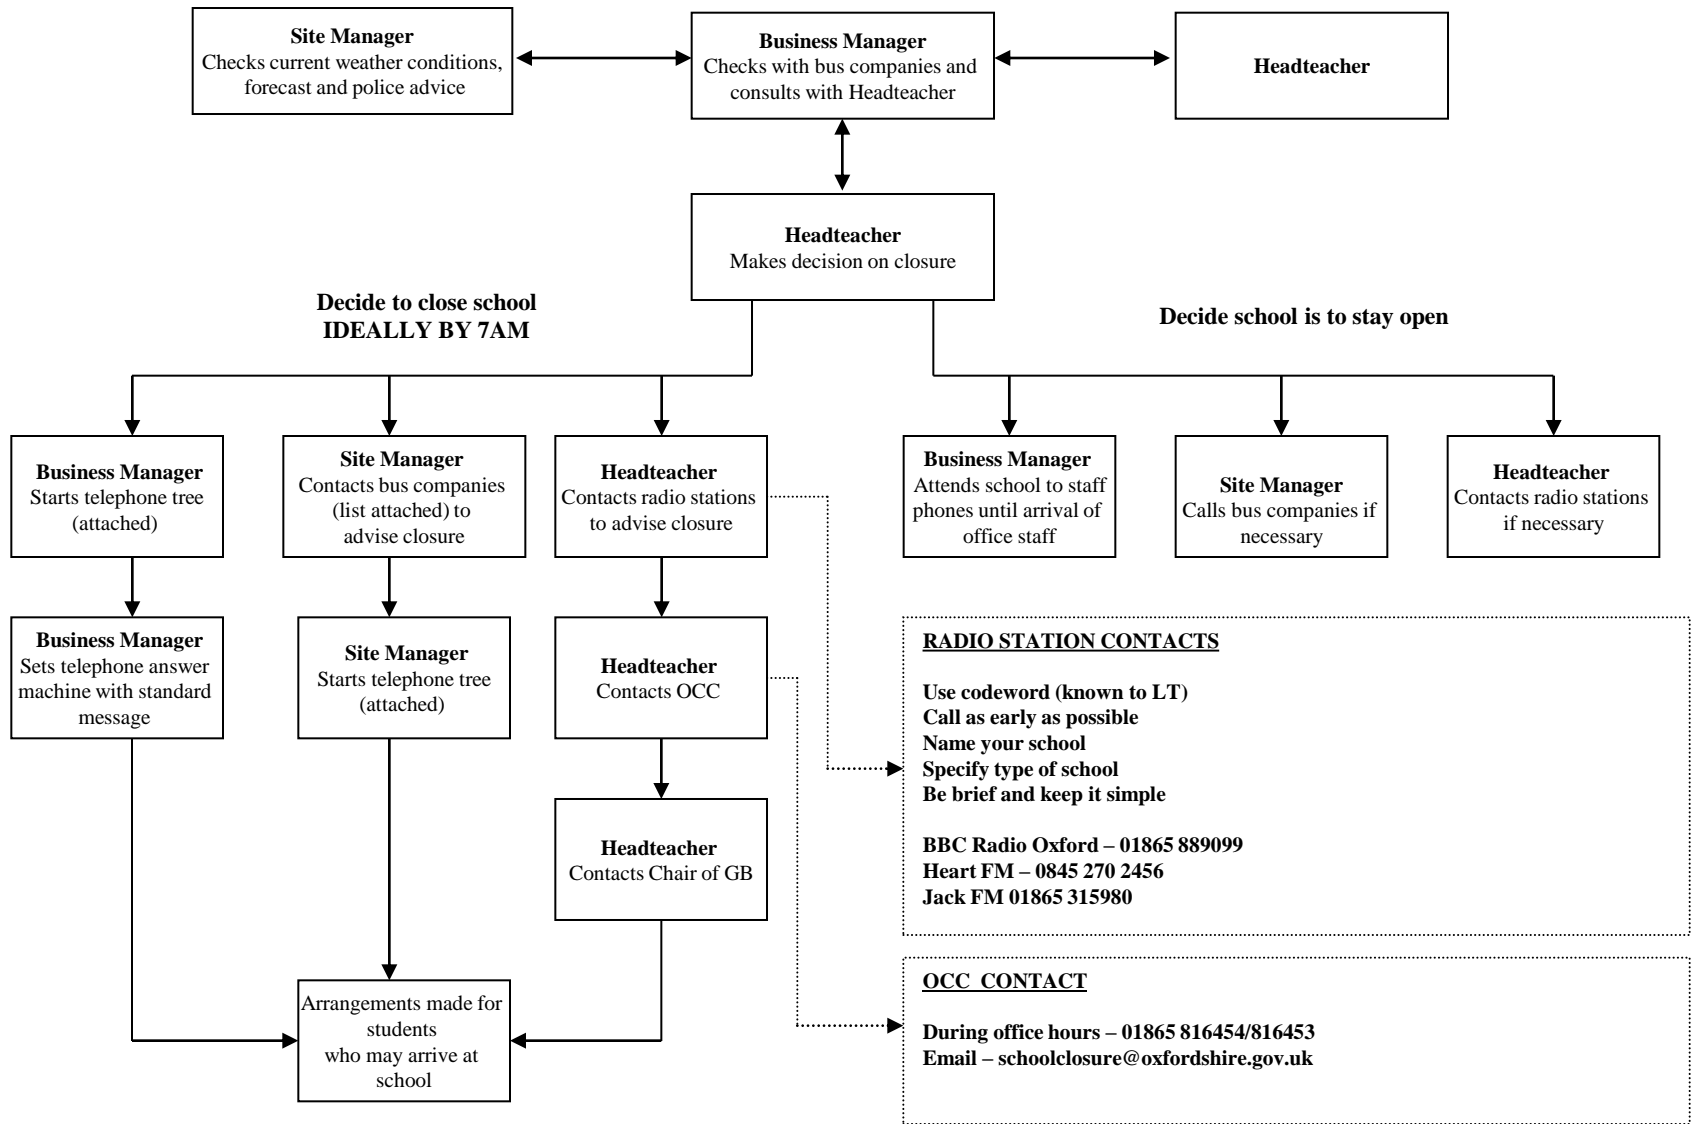 Site Manager
Checks current weather conditions,
forecast and police advice
Business Manager
Checks with bus companies and
consults with Headteacher
Headteacher
Headteacher
Makes decision on closure
Decide to close school
IDEALLY BY 7AM
Decide school is to stay open
Business Manager
Starts telephone tree
(attached)
Site Manager
Contacts bus companies
(list attached) to
advise closure
Headteacher
Contacts radio stations
to advise closure
Business Manager
Attends school to staff
phones until arrival of
office staff
Site Manager
Calls bus companies if
necessary
Headteacher
Contacts radio stations
if necessary
Business Manager
Sets telephone answer
machine with standard
message
Site Manager
Starts telephone tree
(attached)
Headteacher
Contacts OCC
Headteacher
Contacts Chair of GB
Arrangements made for
students
who may arrive at
school
RADIO STATION CONTACTS
Use codeword (known to LT)
Call as early as possible
Name your school
Specify type of school
Be brief and keep it simple
BBC Radio Oxford – 01865 889099
Heart FM – 0845 270 2456
Jack FM 01865 315980
OCC CONTACT
During office hours – 01865 816454/816453
Email – schoolclosure@oxfordshire.gov.uk